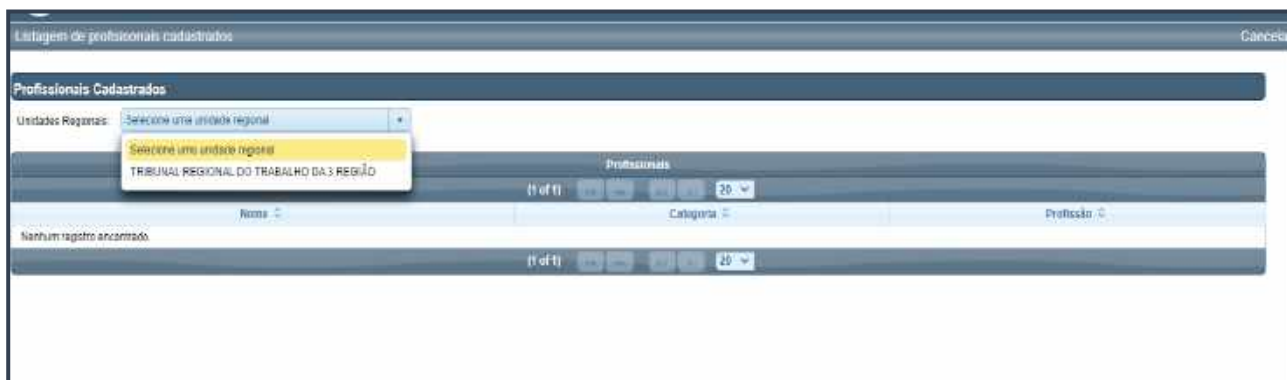 Listagem de profissionais cadastrados Cancela
Profissionais Cadastrados
Unidades Regionais: Selecione uma unidade regional
Selecione uma unidade regional
TRIBUNAL REGIONAL DO TRABALHO DA 3 REGIÃO
Profissionais
(1 of 1) 20
Nome Categoria Profissão
Nenhum registro encontrado
(1 of 1) 20